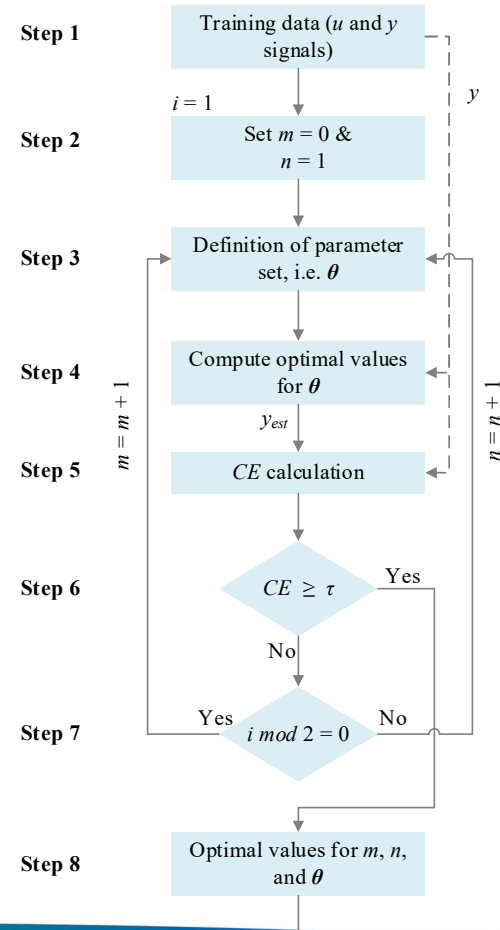 Step 1
Training data (u and y
signals)
y
i = 1
Step 2
Set m = 0 &
n = 1
Step 3
Definition of parameter
set, i.e. θ
Step 4
Compute optimal values
for θ
m = m + 1
n = n + 1
yest
Step 5
CE calculation
Step 6
CE ≥ τ
Yes
No
Step 7
Yes
i mod 2 = 0
No
Step 8
Optimal values for m, n,
and θ